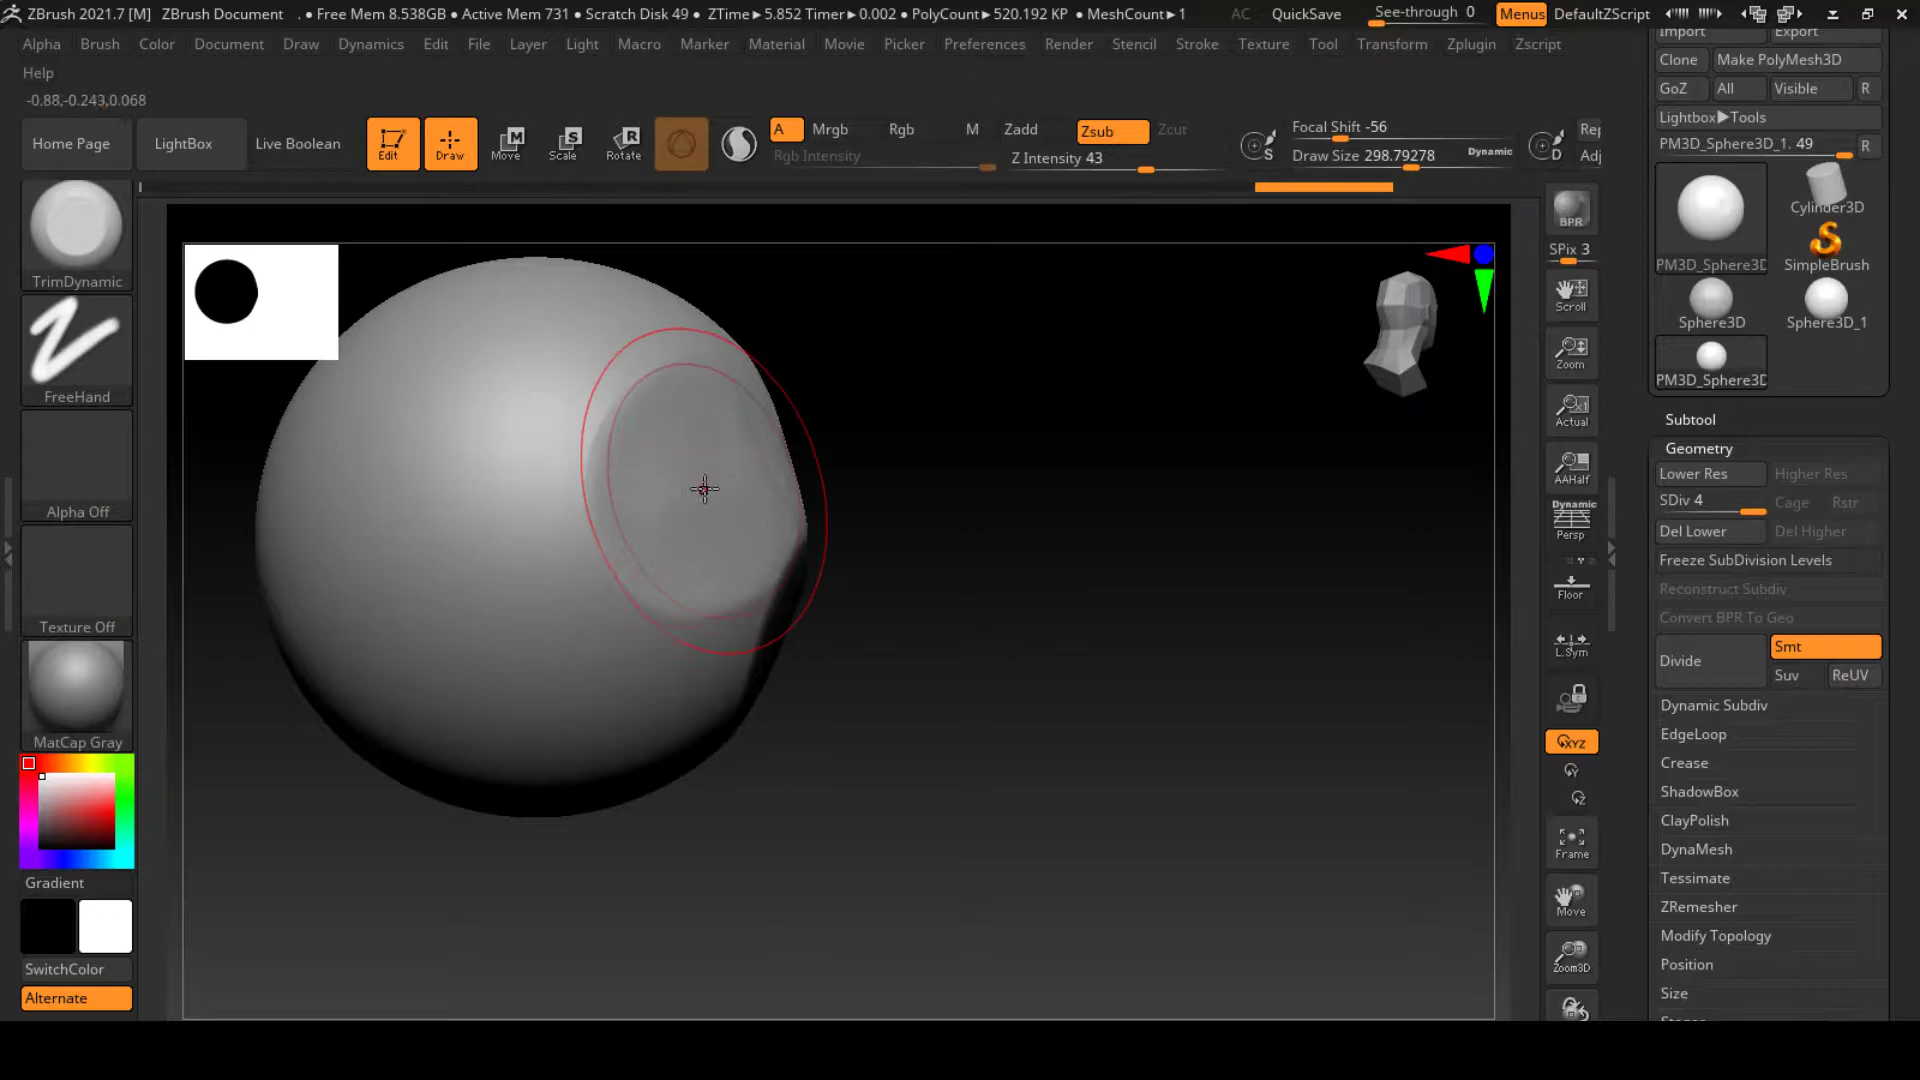 ZBrush 2021.7 [M] ZBrush Document . ● Free Mem 8.538GB ● Active Mem 731 ● Scratch Disk 49 ● ZTime►5.852 Timer►0.002 ● PolyCount►520.192 KP ● MeshCount►1 AC QuickSave See-through 0 Menus DefaultZScript
Alpha Brush Color Document Draw Dynamics Edit File Layer Light Macro Marker Material Movie Picker Preferences Render Stencil Stroke Texture Tool Transform Zplugin Zscript
Help
-0.88,-0.243,0.068
Home Page LightBox Live Boolean Edit Draw Move Scale Rotate
A Mrgb Rgb M Zadd Zsub Zcut
Rgb Intensity Z Intensity 43
S Focal Shift -56
Draw Size 298.79278 Dynamic D
Rep
Adj
TrimDynamic
FreeHand
Alpha Off
Texture Off
MatCap Gray
Gradient
SwitchColor
Alternate
BPR
SPix 3
Scroll
Zoom
Actual
AAHalf
Dynamic
Persp
Floor
L.Sym
XYZ
Y
Z
Frame
Move
Zoom3D
Import Export
Clone Make PolyMesh3D
GoZ All Visible R
Lightbox►Tools
PM3D_Sphere3D_1. 49 R
Cylinder3D
PM3D_Sphere3D SimpleBrush
Sphere3D Sphere3D_1
PM3D_Sphere3D
Subtool
Geometry
Lower Res Higher Res
SDiv 4 Cage Rstr
Del Lower Del Higher
Freeze SubDivision Levels
Reconstruct Subdiv
Convert BPR To Geo
Divide Smt
Suv ReUV
Dynamic Subdiv
EdgeLoop
Crease
ShadowBox
ClayPolish
DynaMesh
Tessimate
ZRemesher
Modify Topology
Position
Size